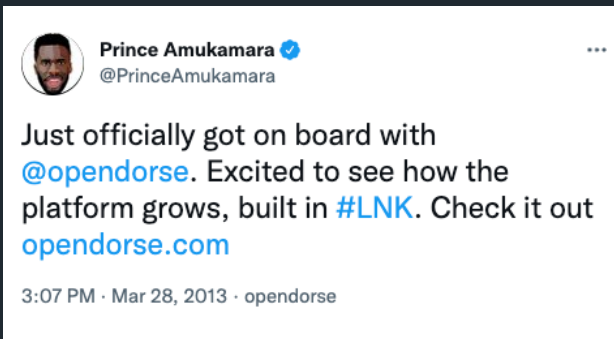 Prince Amukamara
@PrinceAmukamara
Just officially got on board with
@opendorse. Excited to see how the
platform grows, built in #LNK. Check it out
opendorse.com
3:07 PM · Mar 28, 2013 · opendorse